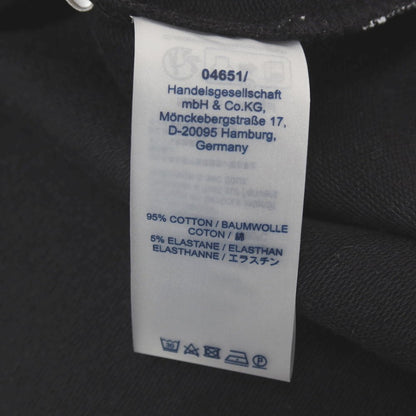 04651/
Handelsgesellschaft
mbH & Co.KG,
Mönckebergstraße 17,
D-20095 Hamburg,
Germany
95% COTTON / BAUMWOLLE
COTON / 綿
5% ELASTANE / ELASTHAN
ELASTHANNE / エラスチン
30
P